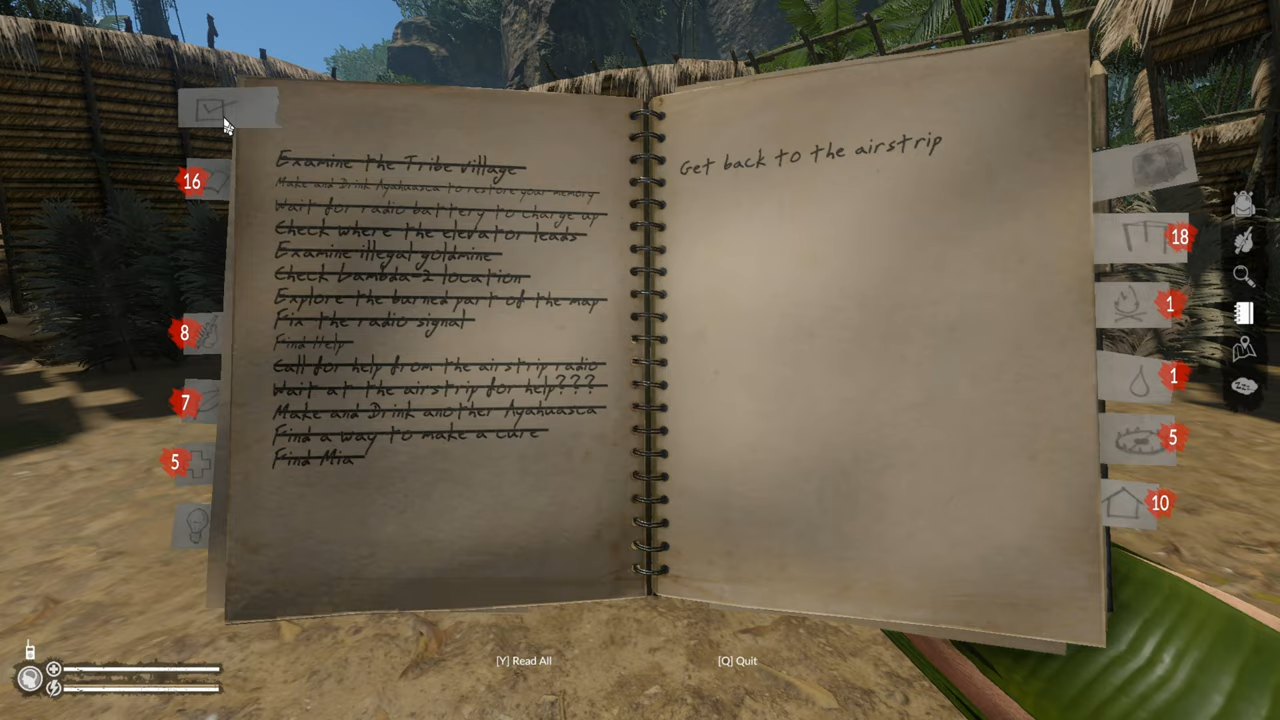 Examine the Tribe village
Make and Drink Ayahuasca to restore your memory
Wait for radio battery to charge up
Check where the elevator leads
Examine illegal goldmine
Check Lambda-2 location
Explore the burned part of the map
Fix the radio signal
Find Help
Call for help from the airstrip radio
Wait at the airstrip for help???
Make and Drink another Ayahuasca
Find a way to make a cure
Find Mia
Get back to the airstrip
16
8
7
5
18
1
1
5
10
zzz
[Y] Read All
[Q] Quit